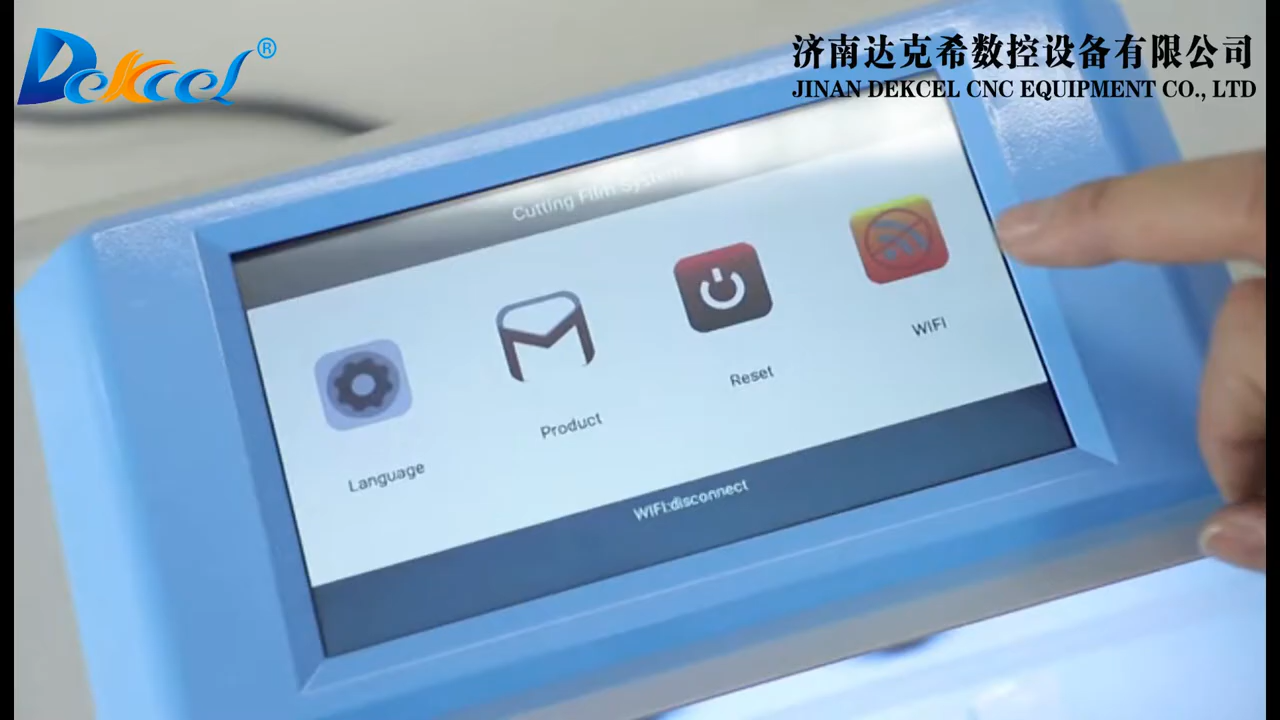 Dekcel®
济南达克希数控设备有限公司
JINAN DEKCEL CNC EQUIPMENT CO., LTD
Cutting Film System
Language
Product
Reset
WIFI
WIFI:disconnect